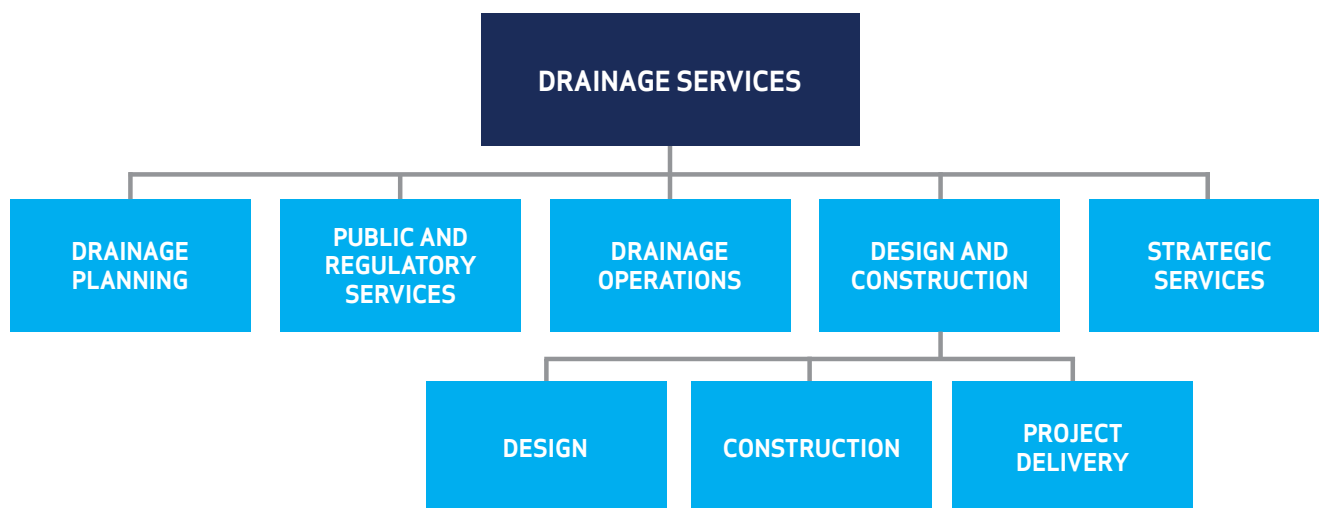 DRAINAGE SERVICES
DRAINAGE
PLANNING
PUBLIC AND
REGULATORY
SERVICES
DRAINAGE
OPERATIONS
DESIGN AND
CONSTRUCTION
STRATEGIC
SERVICES
DESIGN
CONSTRUCTION
PROJECT
DELIVERY